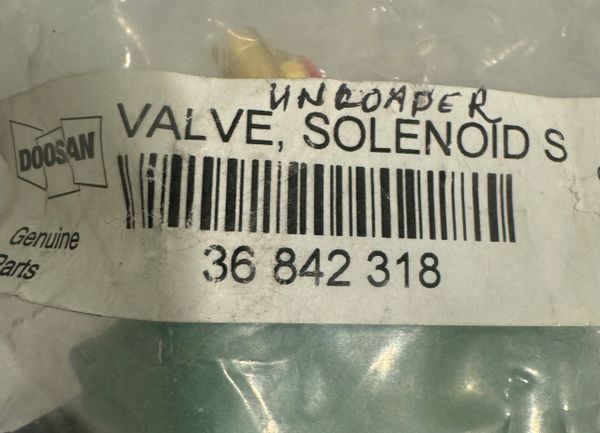 UNLOADER
VALVE, SOLENOID S
DOOSAN
Genuine
Parts
36 842 318